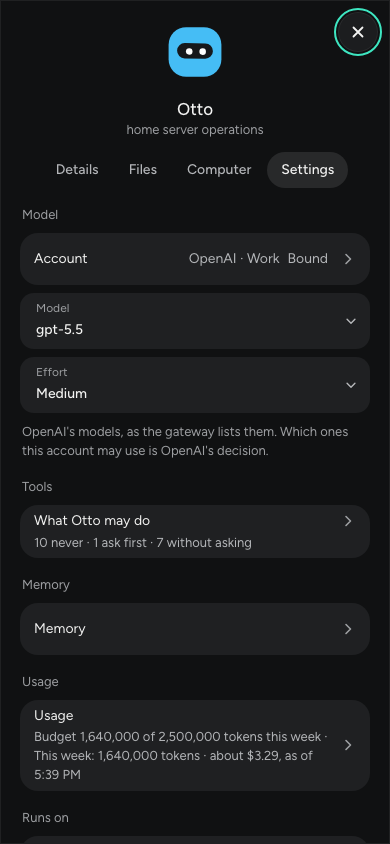 Otto
home server operations
Details Files Computer Settings
Model
Account OpenAI · Work Bound
Model
gpt-5.5
Effort
Medium
OpenAI's models, as the gateway lists them. Which ones
this account may use is OpenAI's decision.
Tools
What Otto may do
10 never · 1 ask first · 7 without asking
Memory
Memory
Usage
Usage
Budget 1,640,000 of 2,500,000 tokens this week ·
This week: 1,640,000 tokens · about $3.29, as of
5:39 PM
Runs on